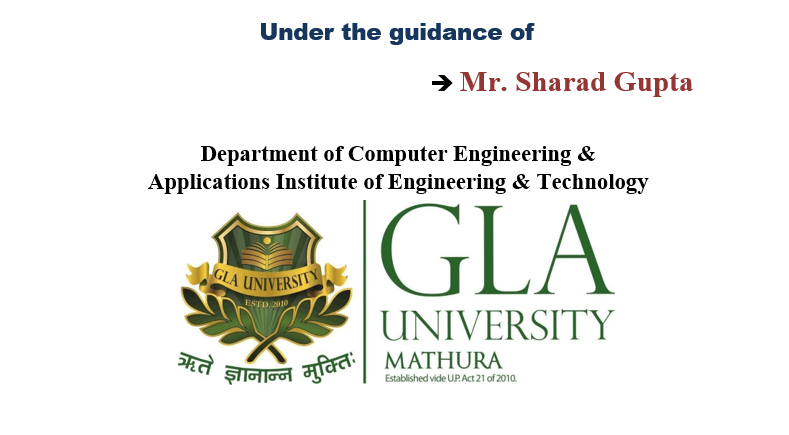 Under the guidance of
➔ Mr. Sharad Gupta
Department of Computer Engineering &
Applications Institute of Engineering & Technology
GLA UNIVERSITY
ESTD. 2010
ऋते ज्ञानान्न मुक्तिः
GLA
UNIVERSITY
MATHURA
Established vide U.P. Act 21 of 2010.